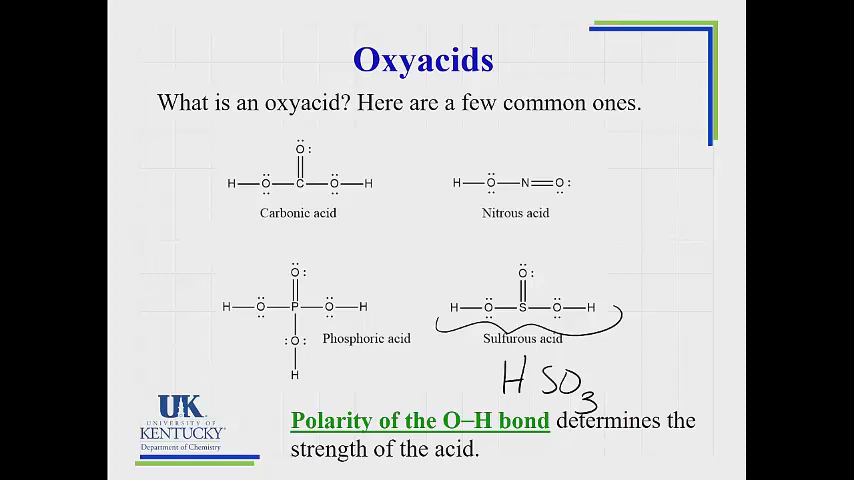 Oxyacids
What is an oxyacid? Here are a few common ones.
O
H O C O H
Carbonic acid
H O N O
Nitrous acid
O
H O P O H
O
H
Phosphoric acid
O
H O S O H
Sulfurous acid
H SO3
UK
UNIVERSITY OF
KENTUCKY
Department of Chemistry
Polarity of the O−H bond determines the
strength of the acid.